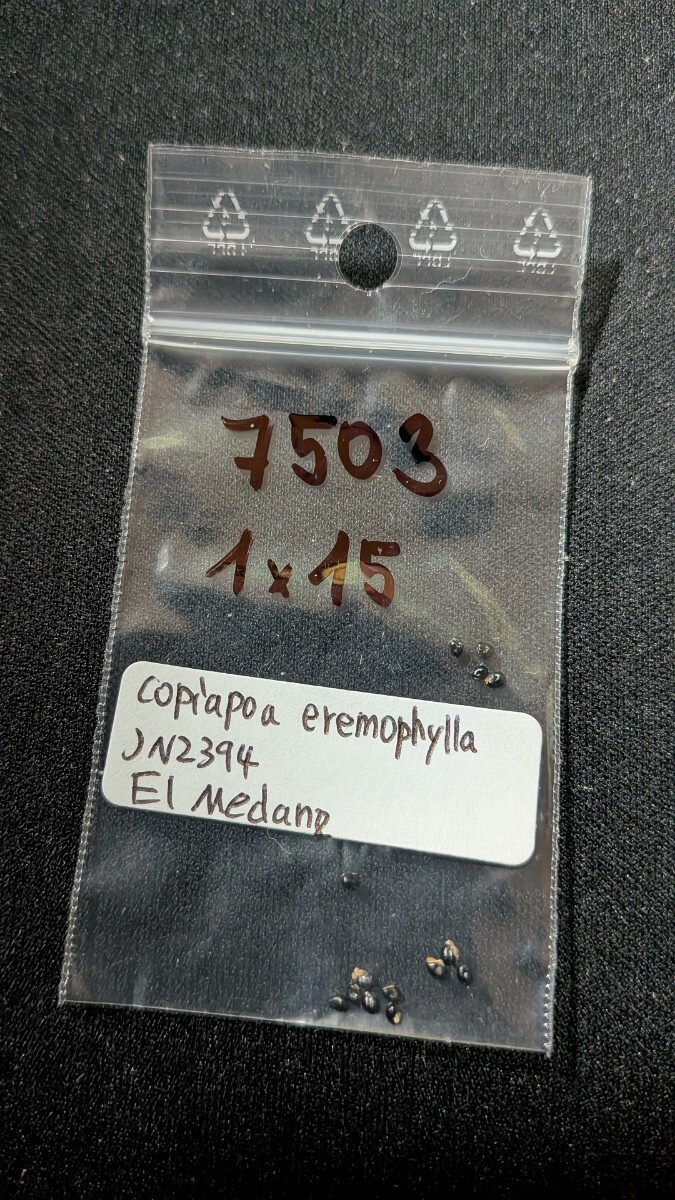 7503
1x15
Copiapoa eremophylla
JN2394
El Medano